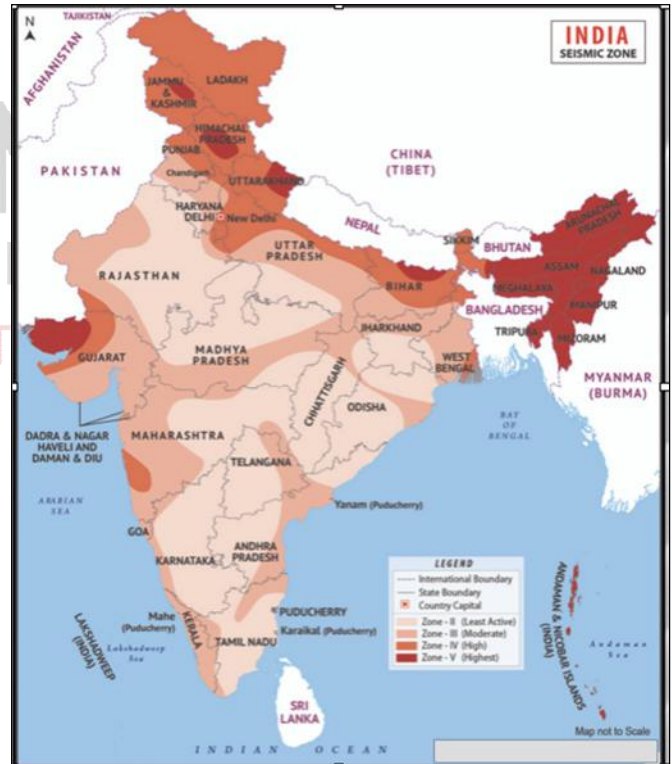 N
TAJIKISTAN
INDIA
SEISMIC ZONE
AFGHANISTAN
LADAKH
JAMMU
&
KASHMIR
HIMACHAL
PRADESH
PUNJAB
CHINA
(TIBET)
PAKISTAN
Chandigarh
UTTARAKHAND
HARYANA
DELHI
New Delhi
NEPAL
ARUNACHAL
PRADESH
SIKKIM
BHUTAN
UTTAR
PRADESH
RAJASTHAN
ASSAM
NAGALAND
BIHAR
MEGHALAYA
MANIPUR
BANGLADESH
JHARKHAND
TRIPURA
MIZORAM
GUJARAT
MADHYA
PRADESH
WEST
BENGAL
CHHATTISGARH
MYANMAR
(BURMA)
ODISHA
DADRA & NAGAR
HAVELI AND
DAMAN & DIU
MAHARASHTRA
BAY
OF
BENGAL
TELANGANA
ARABIAN
SEA
Yanam (Puducherry)
GOA
KARNATAKA
ANDHRA
PRADESH
LEGEND
International Boundary
State Boundary
Country Capital
Zone - II (Least Active)
Zone - III (Moderate)
Zone - IV (High)
Zone - V (Highest)
ANDAMAN & NICOBAR ISLANDS
(INDIA)
Andaman
Sea
Mahe
(Puducherry)
PUDUCHERRY
Karaikal (Puducherry)
KERALA
TAMIL NADU
LAKSHADWEEP
(INDIA)
Lakshadweep
Sea
SRI
LANKA
Map not to Scale
INDIAN OCEAN